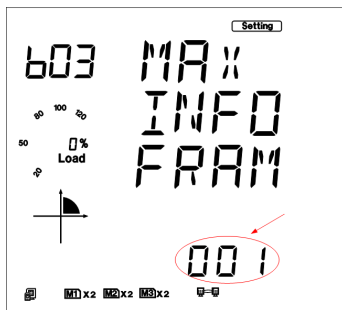 Setting
b03
MAX
INFO
FRAM
80 100 120
50
20
0%
Load
001
M1 X2 M2 X2 M3 X2